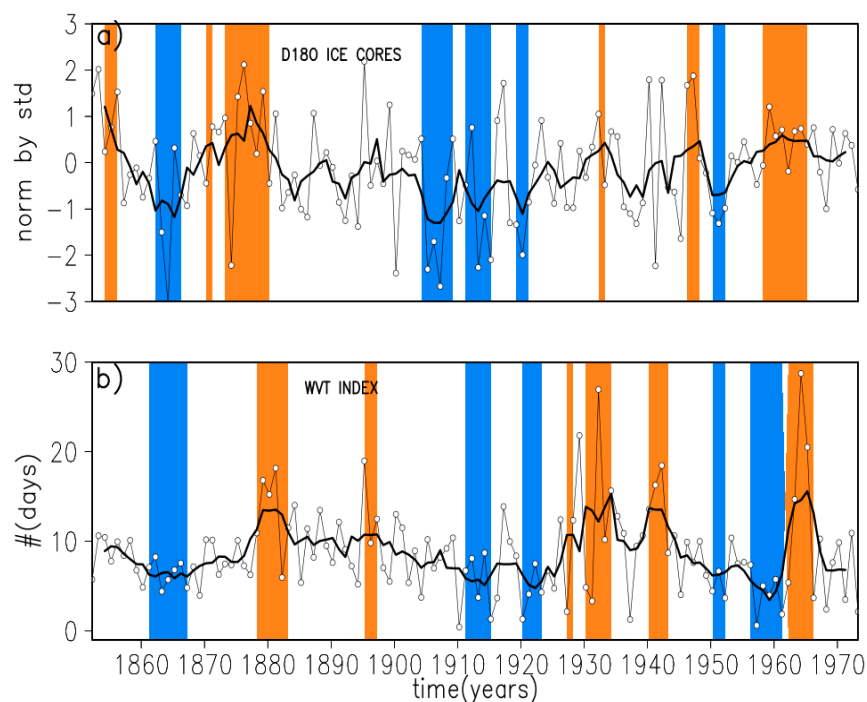 a)
D180 ICE CORES
norm by std
3
2
1
0
-1
-2
-3
b)
WVT INDEX
#(days)
30
20
10
0
1860 1870 1880 1890 1900 1910 1920 1930 1940 1950 1960 1970
time(years)